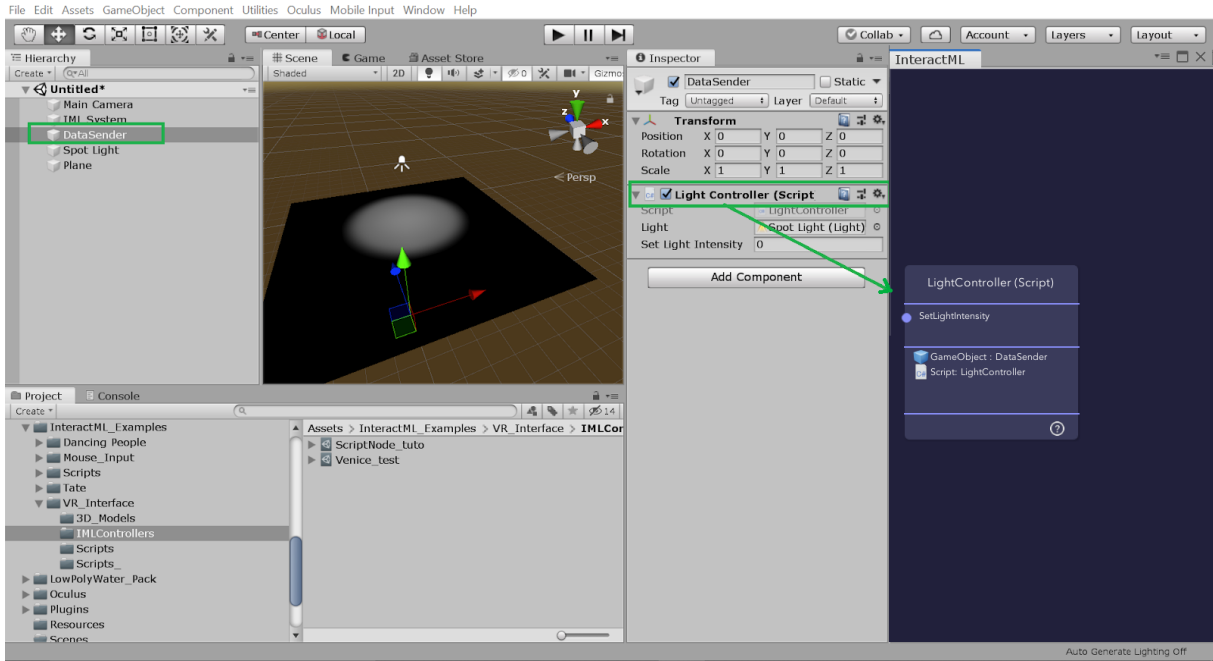 File Edit Assets GameObject Component Utilities Oculus Mobile Input Window Help
Center Local
Collab Account Layers Layout
Hierarchy
Create All
Untitled*
Main Camera
IML System
DataSender
Spot Light
Plane
Scene Game Asset Store
Shaded 2D 0 Gizmo
y
z x
Persp
Inspector
DataSender Static
Tag Untagged Layer Default
Transform
Position X 0 Y 0 Z 0
Rotation X 0 Y 0 Z 0
Scale X 1 Y 1 Z 1
Light Controller (Script
Script LightController
Light Spot Light (Light)
Set Light Intensity 0
Add Component
InteractML
LightController (Script)
SetLightIntensity
GameObject : DataSender
C# Script: LightController
?
Project Console
Create 14
InteractML_Examples
Dancing People
Mouse_Input
Scripts
Tate
VR_Interface
3D_Models
IMLControllers
Scripts
Scripts_
LowPolyWater_Pack
Oculus
Plugins
Resources
Scenes
Assets > InteractML_Examples > VR_Interface > IMLCor
ScriptNode_tuto
Venice_test
Auto Generate Lighting Off